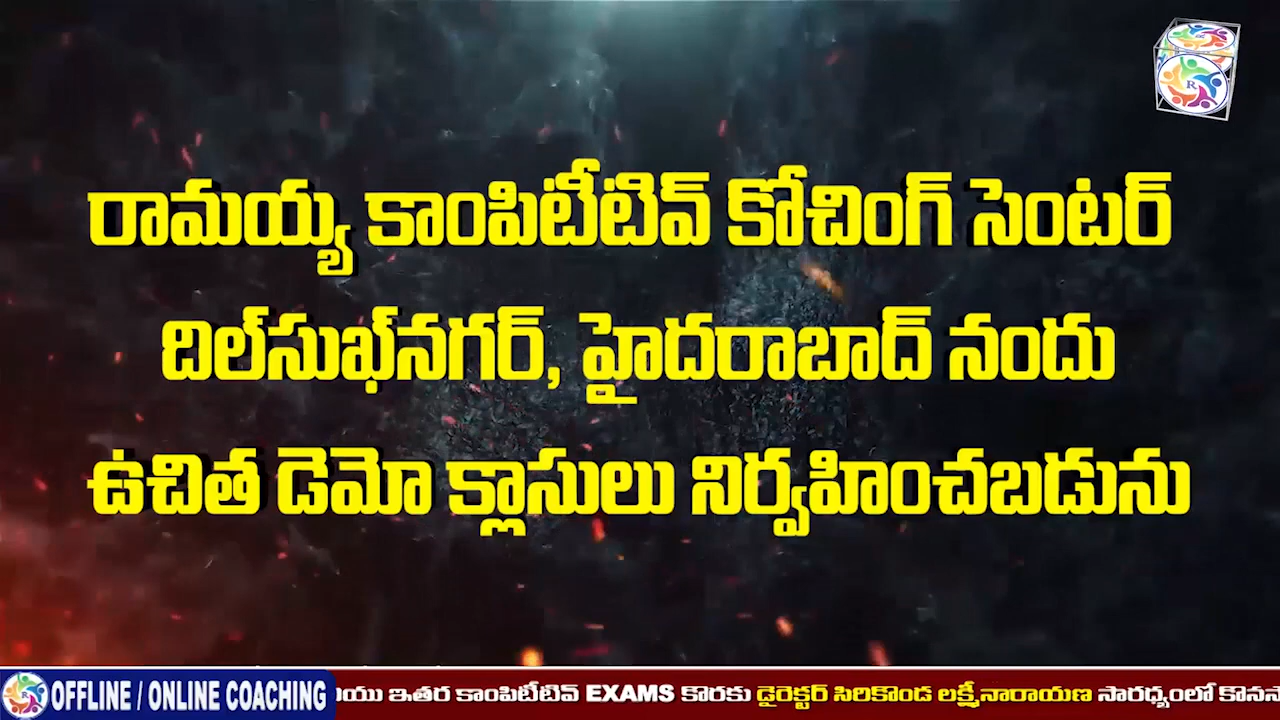 రామయ్య కాంపిటీటివ్ కోచింగ్ సెంటర్
దిల్‌సుఖ్‌నగర్, హైదరాబాద్ నందు
ఉచిత డెమో క్లాసులు నిర్వహించబడును
OFFLINE / ONLINE COACHING
ఇతర కాంపిటీటివ్ EXAMS కొరకు డైరెక్టర్ సిరికొండ లక్ష్మీనారాయణ సారధ్యంలో